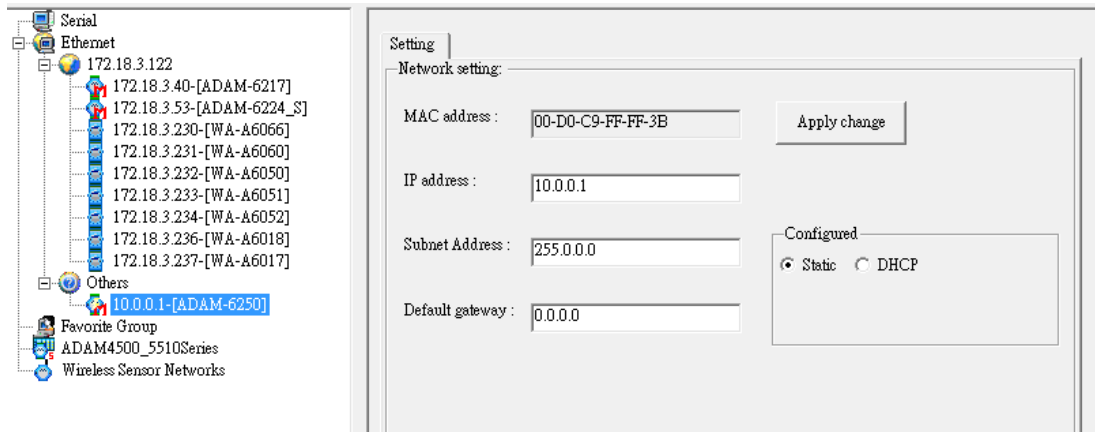 Serial
Ethernet
172.18.3.122
172.18.3.40-[ADAM-6217]
172.18.3.53-[ADAM-6224_S]
172.18.3.230-[WA-A6066]
172.18.3.231-[WA-A6060]
172.18.3.232-[WA-A6050]
172.18.3.233-[WA-A6051]
172.18.3.234-[WA-A6052]
172.18.3.236-[WA-A6018]
172.18.3.237-[WA-A6017]
Others
10.0.0.1-[ADAM-6250]
Favorite Group
ADAM4500_5510Series
Wireless Sensor Networks
Setting
Network setting:
MAC address : 00-D0-C9-FF-FF-3B
Apply change
IP address : 10.0.0.1
Subnet Address : 255.0.0.0
Configured
Static DHCP
Default gateway : 0.0.0.0